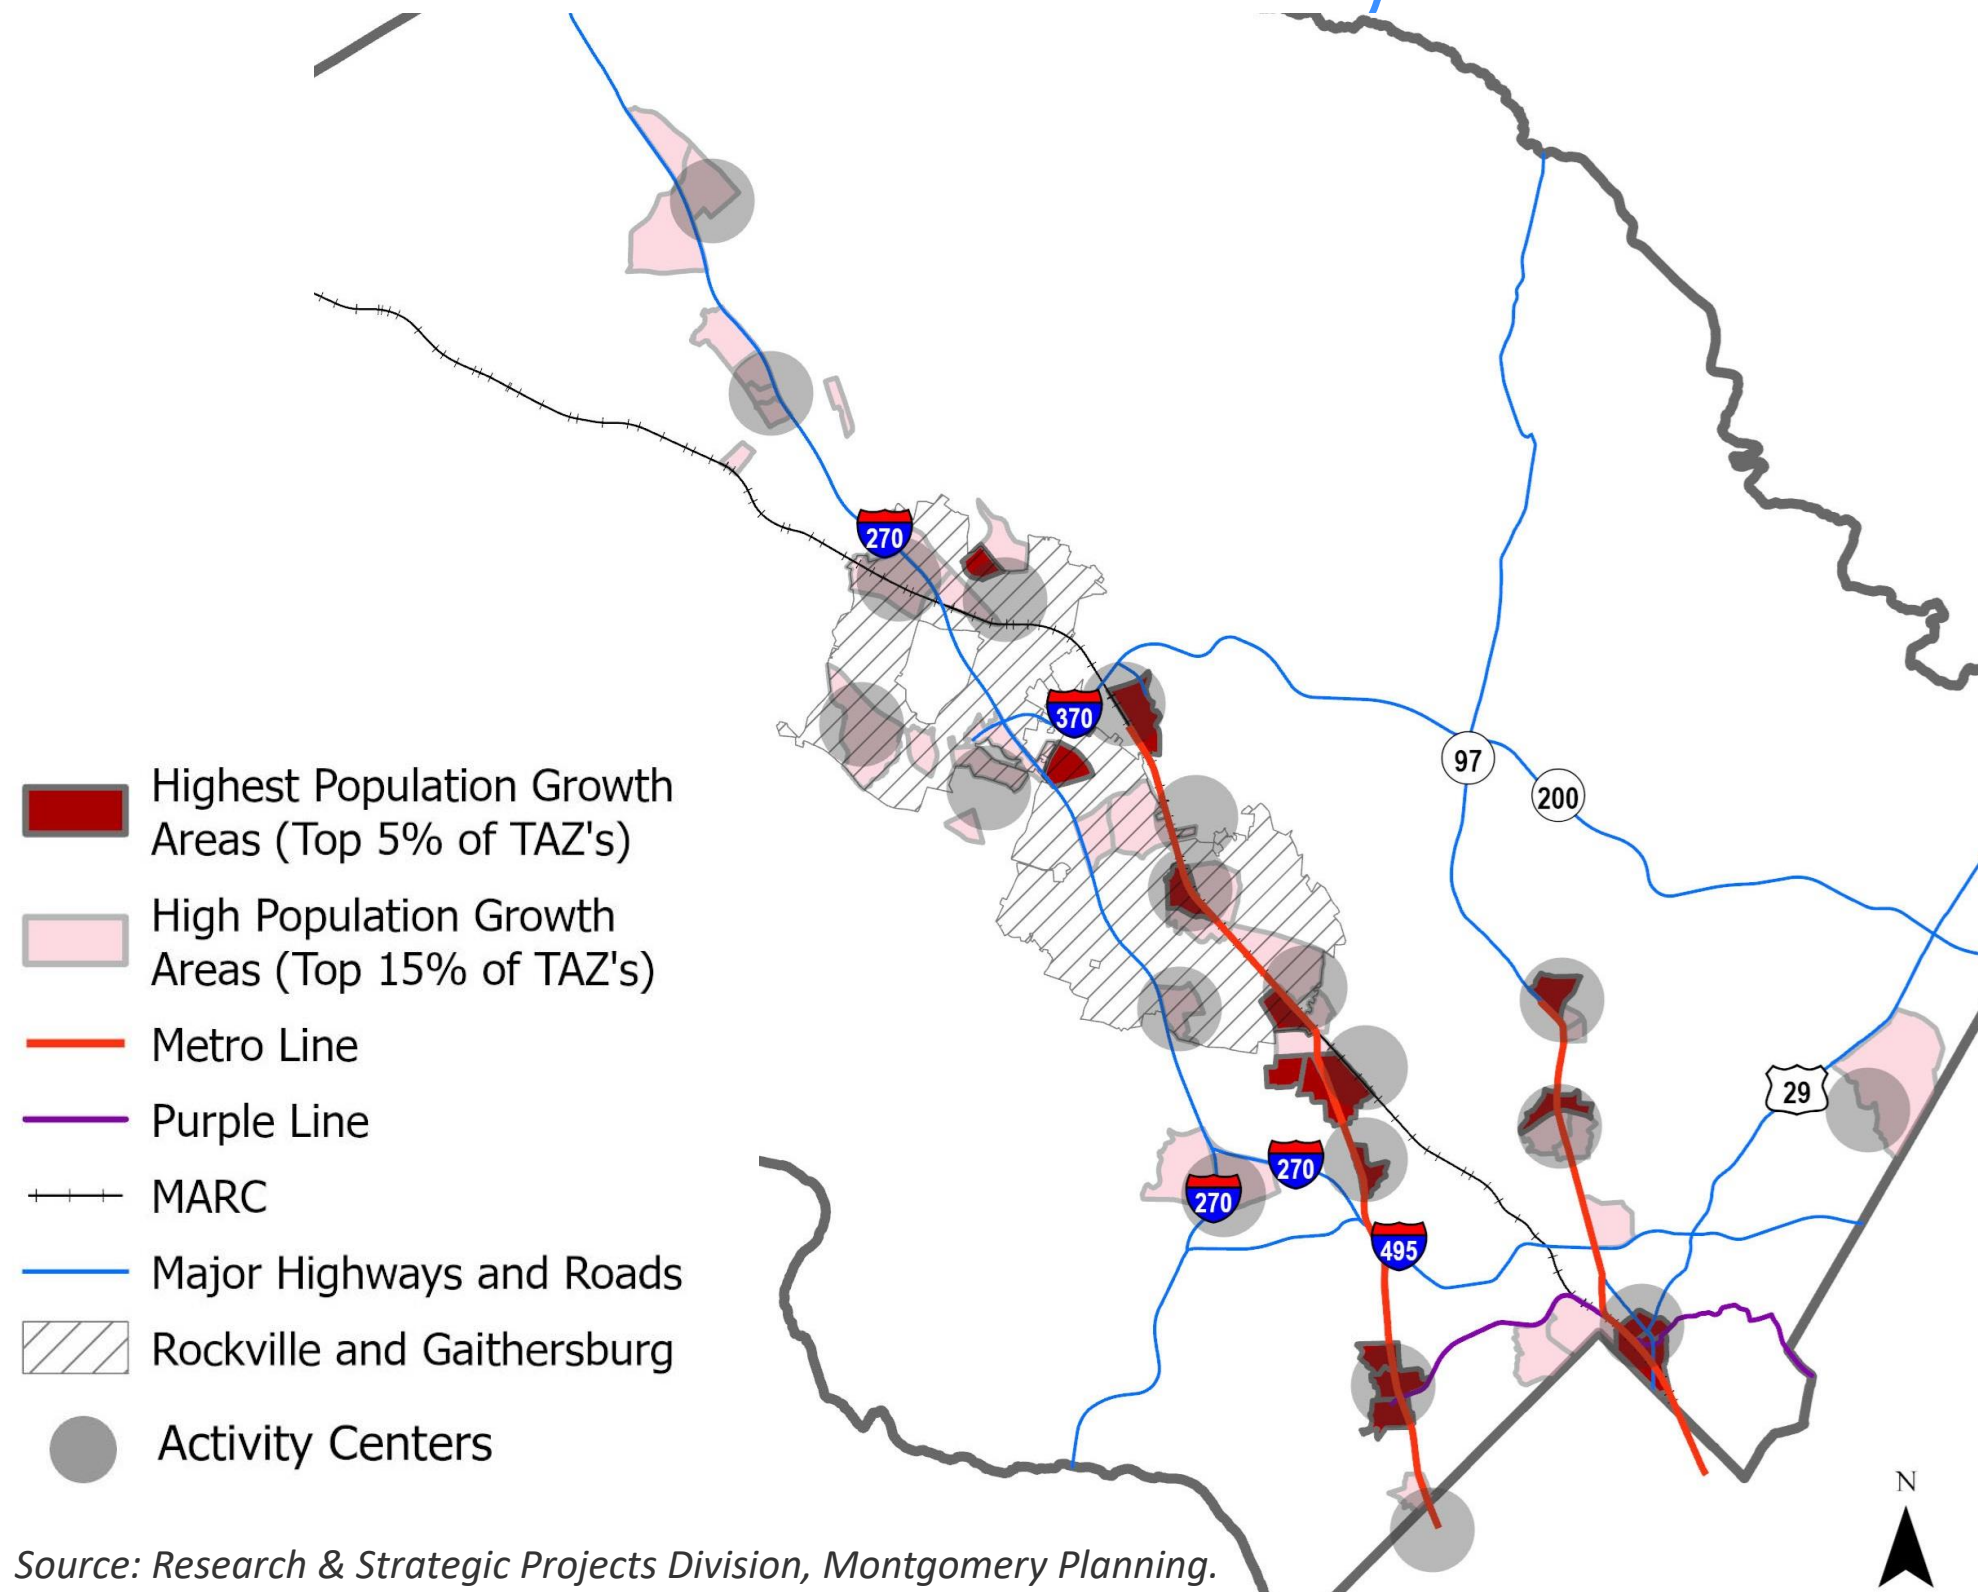 270
370
97
200
Highest Population Growth
Areas (Top 5% of TAZ's)
High Population Growth
Areas (Top 15% of TAZ's)
Metro Line
Purple Line
MARC
Major Highways and Roads
Rockville and Gaithersburg
Activity Centers
29
270
270
495
N
Source: Research & Strategic Projects Division, Montgomery Planning.